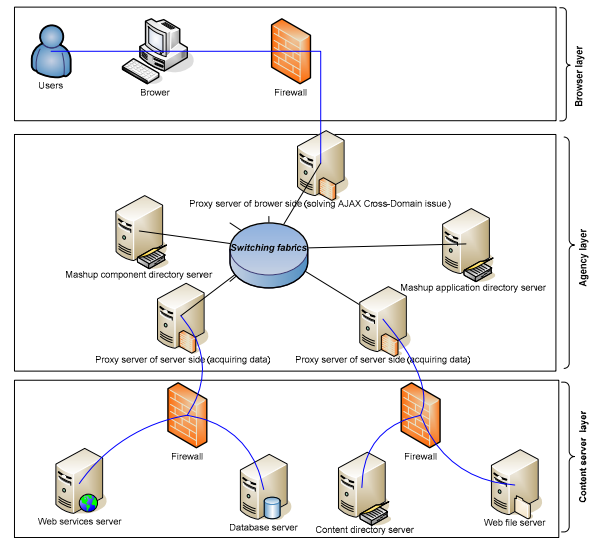 Users
Brower
Firewall
Browser layer
Proxy server of brower side (solving AJAX Cross-Domain issue)
Switching fabrics
Mashup component directory server
Mashup application directory server
Proxy server of server side (acquiring data)
Proxy server of server side (acquiring data)
Agency layer
Firewall
Firewall
Web services server
Database server
Content directory server
Web file server
Content server layer